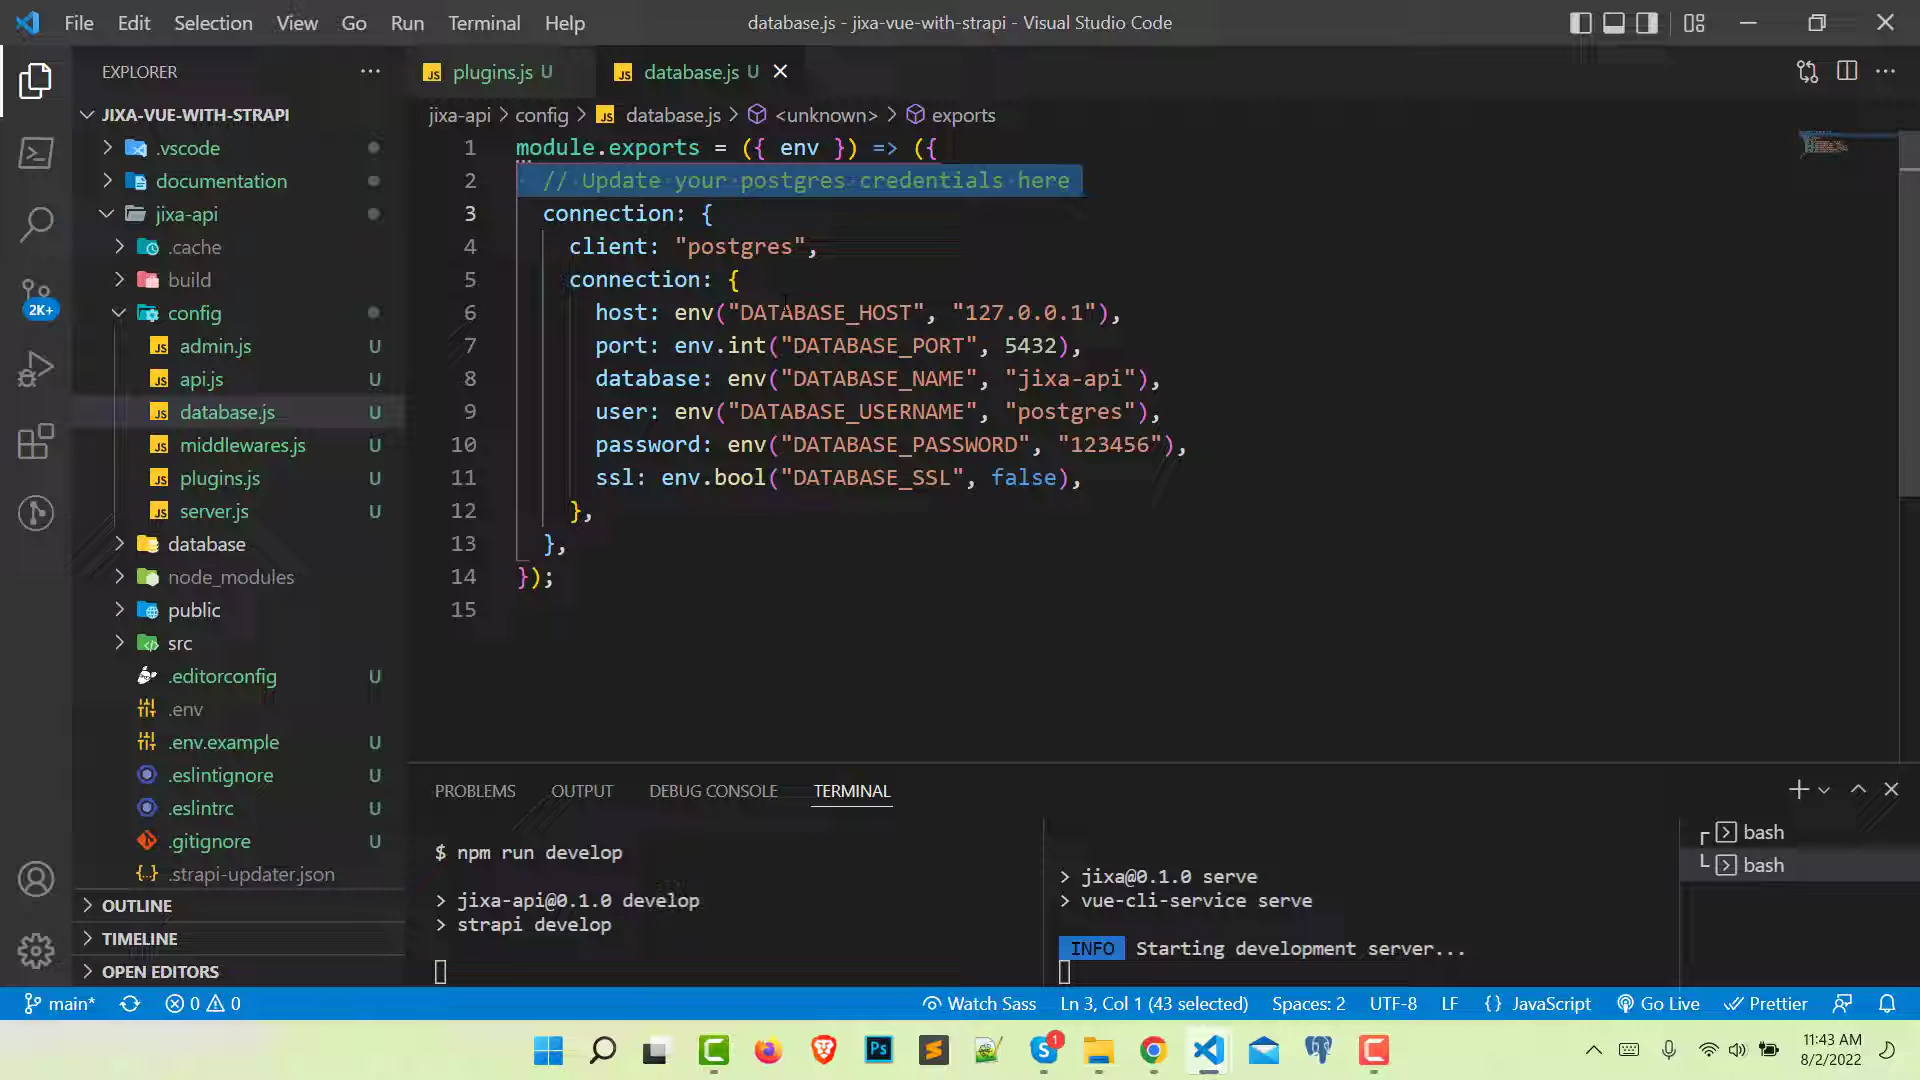 File Edit Selection View Go Run Terminal Help
database.js - jixa-vue-with-strapi - Visual Studio Code
EXPLORER
JIXA-VUE-WITH-STRAPI
.vscode
documentation
jixa-api
.cache
build
config
admin.js U
api.js U
database.js U
middlewares.js U
plugins.js U
server.js U
database
node_modules
public
src
.editorconfig U
.env
.env.example U
.eslintignore U
.eslintrc U
.gitignore U
.strapi-updater.json
OUTLINE
TIMELINE
OPEN EDITORS
2K+
JS plugins.js U
JS database.js U
jixa-api > config > JS database.js > <unknown> > exports
1 module.exports = ({ env }) => ({
2 // Update your postgres credentials here
3 connection: {
4 client: "postgres",
5 connection: {
6 host: env("DATABASE_HOST", "127.0.0.1"),
7 port: env.int("DATABASE_PORT", 5432),
8 database: env("DATABASE_NAME", "jixa-api"),
9 user: env("DATABASE_USERNAME", "postgres"),
10 password: env("DATABASE_PASSWORD", "123456"),
11 ssl: env.bool("DATABASE_SSL", false),
12 },
13 },
14 });
15
PROBLEMS OUTPUT DEBUG CONSOLE TERMINAL
$ npm run develop
> jixa-api@0.1.0 develop
> strapi develop
> jixa@0.1.0 serve
> vue-cli-service serve
INFO Starting development server...
bash
bash
main* 0 0
Watch Sass Ln 3, Col 1 (43 selected) Spaces: 2 UTF-8 LF {} JavaScript Go Live Prettier
Ps
S 1
11:43 AM
8/2/2022